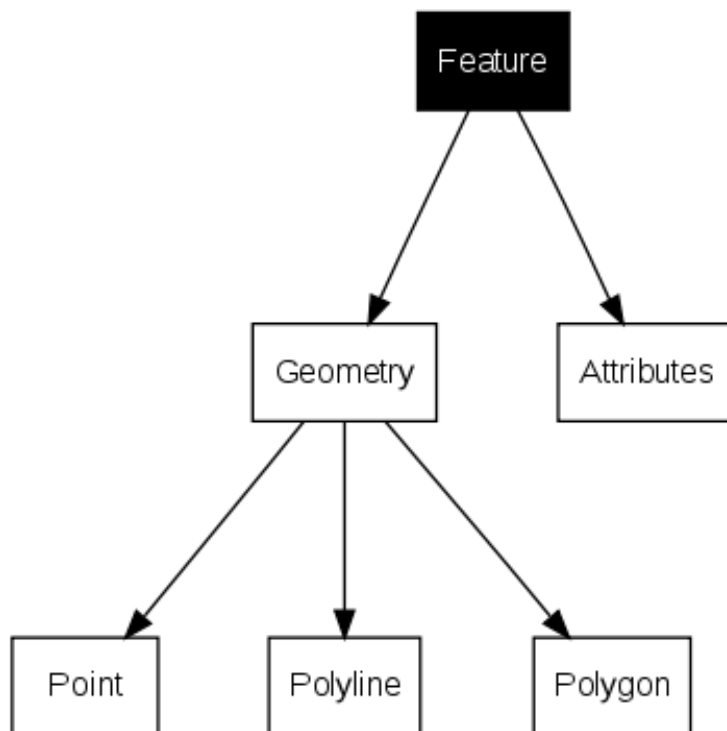 Feature
Geometry
Attributes
Point
Polyline
Polygon